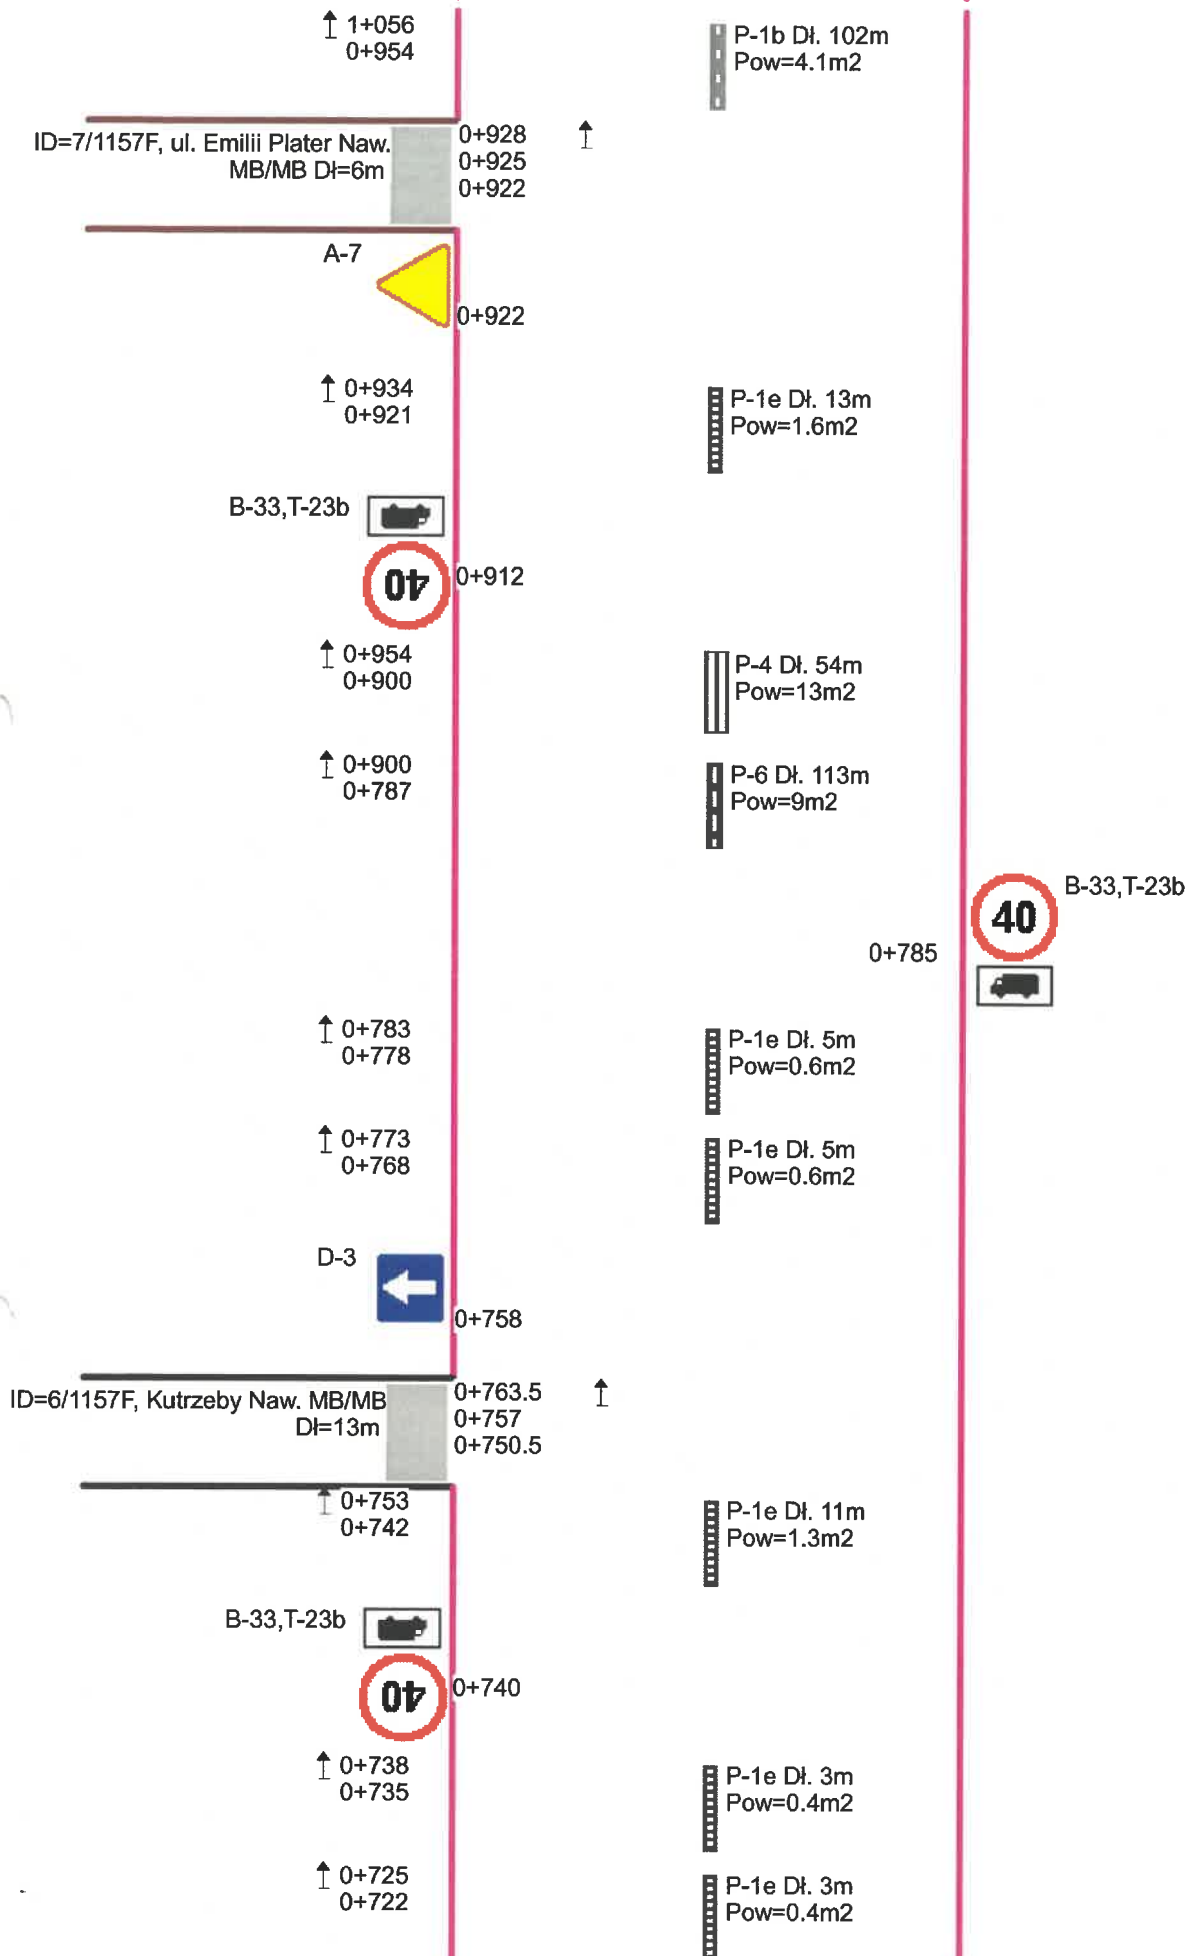 1+056
0+954
P-1b Dł. 102m
Pow=4.1m2
ID=7/1157F, ul. Emilii Plater Naw.
MB/MB Dł=6m
0+928
0+925
0+922
A-7
0+922
0+934
0+921
P-1e Dł. 13m
Pow=1.6m2
B-33,T-23b
40
0+912
0+954
0+900
P-4 Dł. 54m
Pow=13m2
0+900
0+787
P-6 Dł. 113m
Pow=9m2
B-33,T-23b
40
0+785
0+783
0+778
P-1e Dł. 5m
Pow=0.6m2
0+773
0+768
P-1e Dł. 5m
Pow=0.6m2
D-3
0+758
ID=6/1157F, Kutrzeby Naw. MB/MB
Dł=13m
0+763.5
0+757
0+750.5
0+753
0+742
P-1e Dł. 11m
Pow=1.3m2
B-33,T-23b
40
0+740
0+738
0+735
P-1e Dł. 3m
Pow=0.4m2
0+725
0+722
P-1e Dł. 3m
Pow=0.4m2